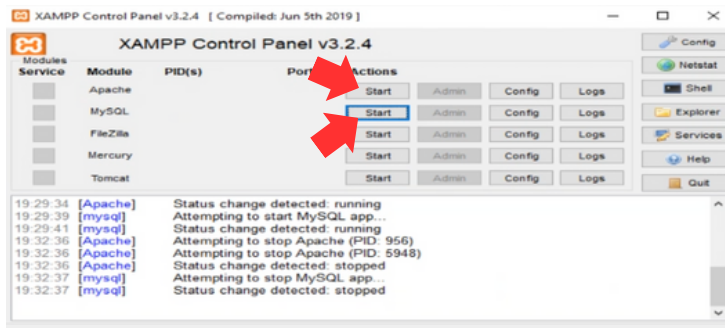 XAMPP Control Panel v3.2.4 [ Compiled: Jun 5th 2019 ]
XAMPP Control Panel v3.2.4
Config
Modules
Service Module PID(s) Port Actions
Netstat
Apache Start Admin Config Logs
Shell
MySQL Start Admin Config Logs
Explorer
FileZilla Start Admin Config Logs
Services
Mercury Start Admin Config Logs
Help
Tomcat Start Admin Config Logs
Quit
19:29:34 [Apache] Status change detected: running
19:29:39 [mysql] Attempting to start MySQL app...
19:29:41 [mysql] Status change detected: running
19:32:36 [Apache] Attempting to stop Apache (PID: 956)
19:32:36 [Apache] Attempting to stop Apache (PID: 5948)
19:32:36 [Apache] Status change detected: stopped
19:32:37 [mysql] Attempting to stop MySQL app...
19:32:37 [mysql] Status change detected: stopped